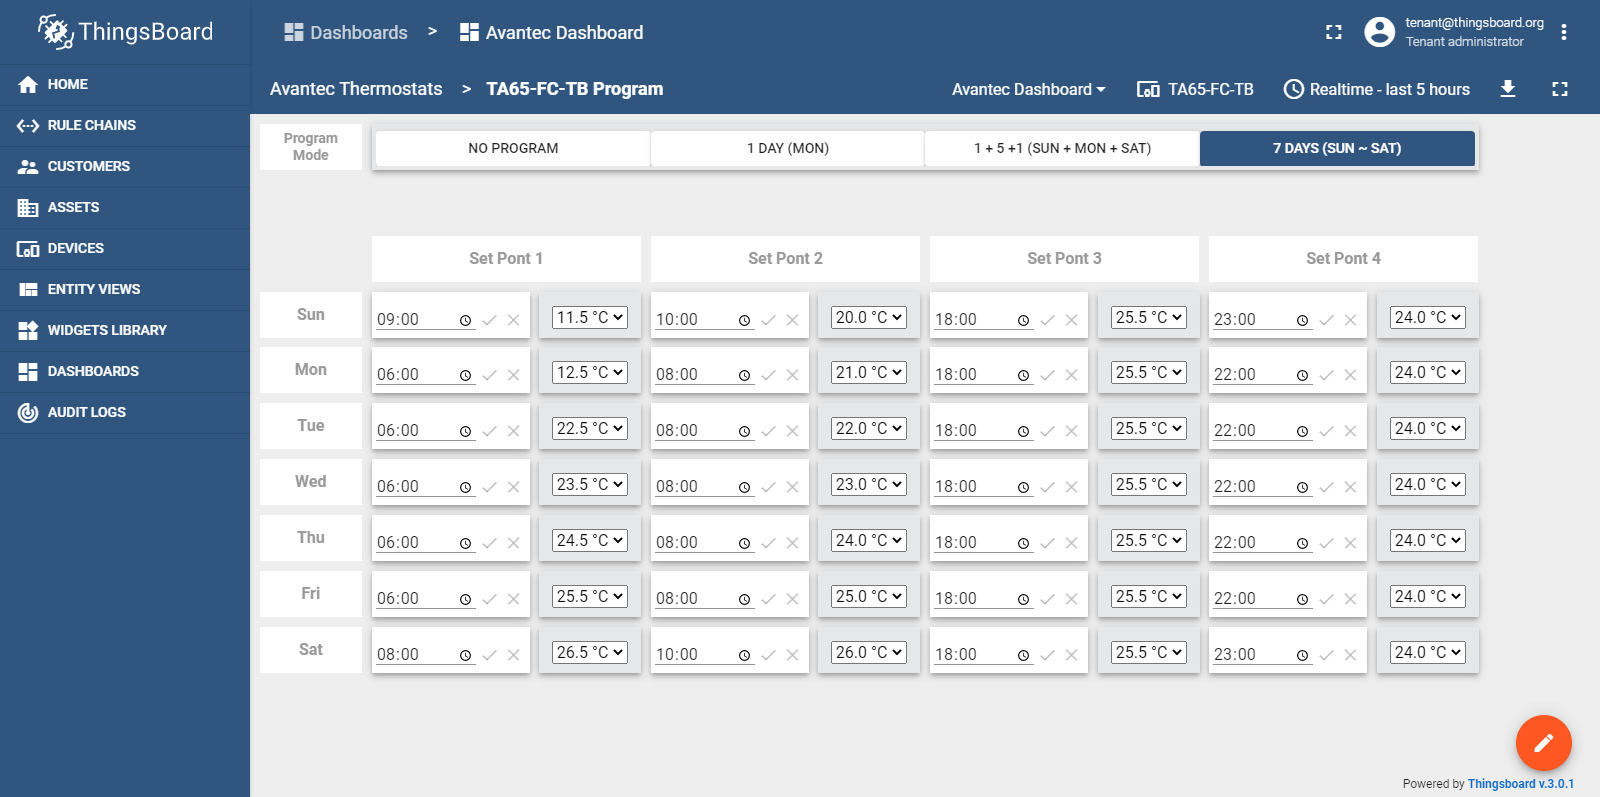 ThingsBoard
Dashboards > Avantec Dashboard
tenant@thingsboard.org
Tenant administrator
HOME
RULE CHAINS
CUSTOMERS
ASSETS
DEVICES
ENTITY VIEWS
WIDGETS LIBRARY
DASHBOARDS
AUDIT LOGS
Avantec Thermostats > TA65-FC-TB Program
Avantec Dashboard TA65-FC-TB Realtime - last 5 hours
Program
Mode
NO PROGRAM 1 DAY (MON) 1 + 5 +1 (SUN + MON + SAT) 7 DAYS (SUN ~ SAT)
Set Pont 1 Set Pont 2 Set Pont 3 Set Pont 4
Sun 09:00 11.5 °C 10:00 20.0 °C 18:00 25.5 °C 23:00 24.0 °C
Mon 06:00 12.5 °C 08:00 21.0 °C 18:00 25.5 °C 22:00 24.0 °C
Tue 06:00 22.5 °C 08:00 22.0 °C 18:00 25.5 °C 22:00 24.0 °C
Wed 06:00 23.5 °C 08:00 23.0 °C 18:00 25.5 °C 22:00 24.0 °C
Thu 06:00 24.5 °C 08:00 24.0 °C 18:00 25.5 °C 22:00 24.0 °C
Fri 06:00 25.5 °C 08:00 25.0 °C 18:00 25.5 °C 22:00 24.0 °C
Sat 08:00 26.5 °C 10:00 26.0 °C 18:00 25.5 °C 23:00 24.0 °C
Powered by Thingsboard v.3.0.1